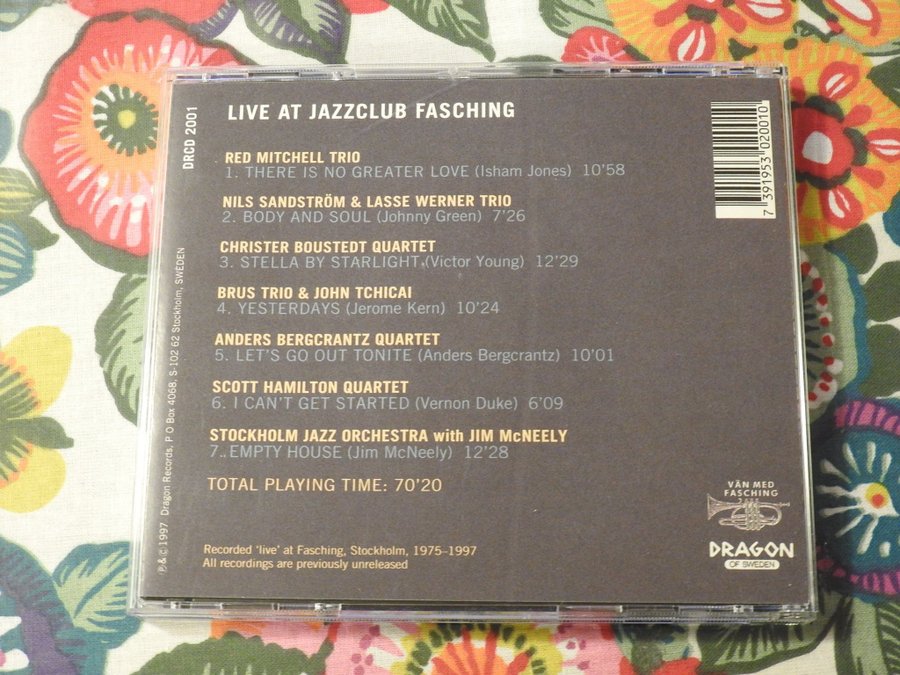 LIVE AT JAZZCLUB FASCHING
RED MITCHELL TRIO
1. THERE IS NO GREATER LOVE (Isham Jones) 10'58
NILS SANDSTRÖM & LASSE WERNER TRIO
2. BODY AND SOUL (Johnny Green) 7'26
CHRISTER BOUSTEDT QUARTET
3. STELLA BY STARLIGHT (Victor Young) 12'29
BRUS TRIO & JOHN TCHICAI
4. YESTERDAYS (Jerome Kern) 10'24
ANDERS BERGCRANTZ QUARTET
5. LET'S GO OUT TONITE (Anders Bergcrantz) 10'01
SCOTT HAMILTON QUARTET
6. I CAN'T GET STARTED (Vernon Duke) 6'09
STOCKHOLM JAZZ ORCHESTRA with JIM McNEELY
7. EMPTY HOUSE (Jim McNeely) 12'28
TOTAL PLAYING TIME: 70'20
Recorded 'live' at Fasching, Stockholm, 1975–1997
All recordings are previously unreleased
DRCD 2001
℗ & © 1997 Dragon Records, P O Box 4068, S-102 62 Stockholm, SWEDEN
7 391953 020010
VÄN MED
FASCHING
DRAGON
OF SWEDEN